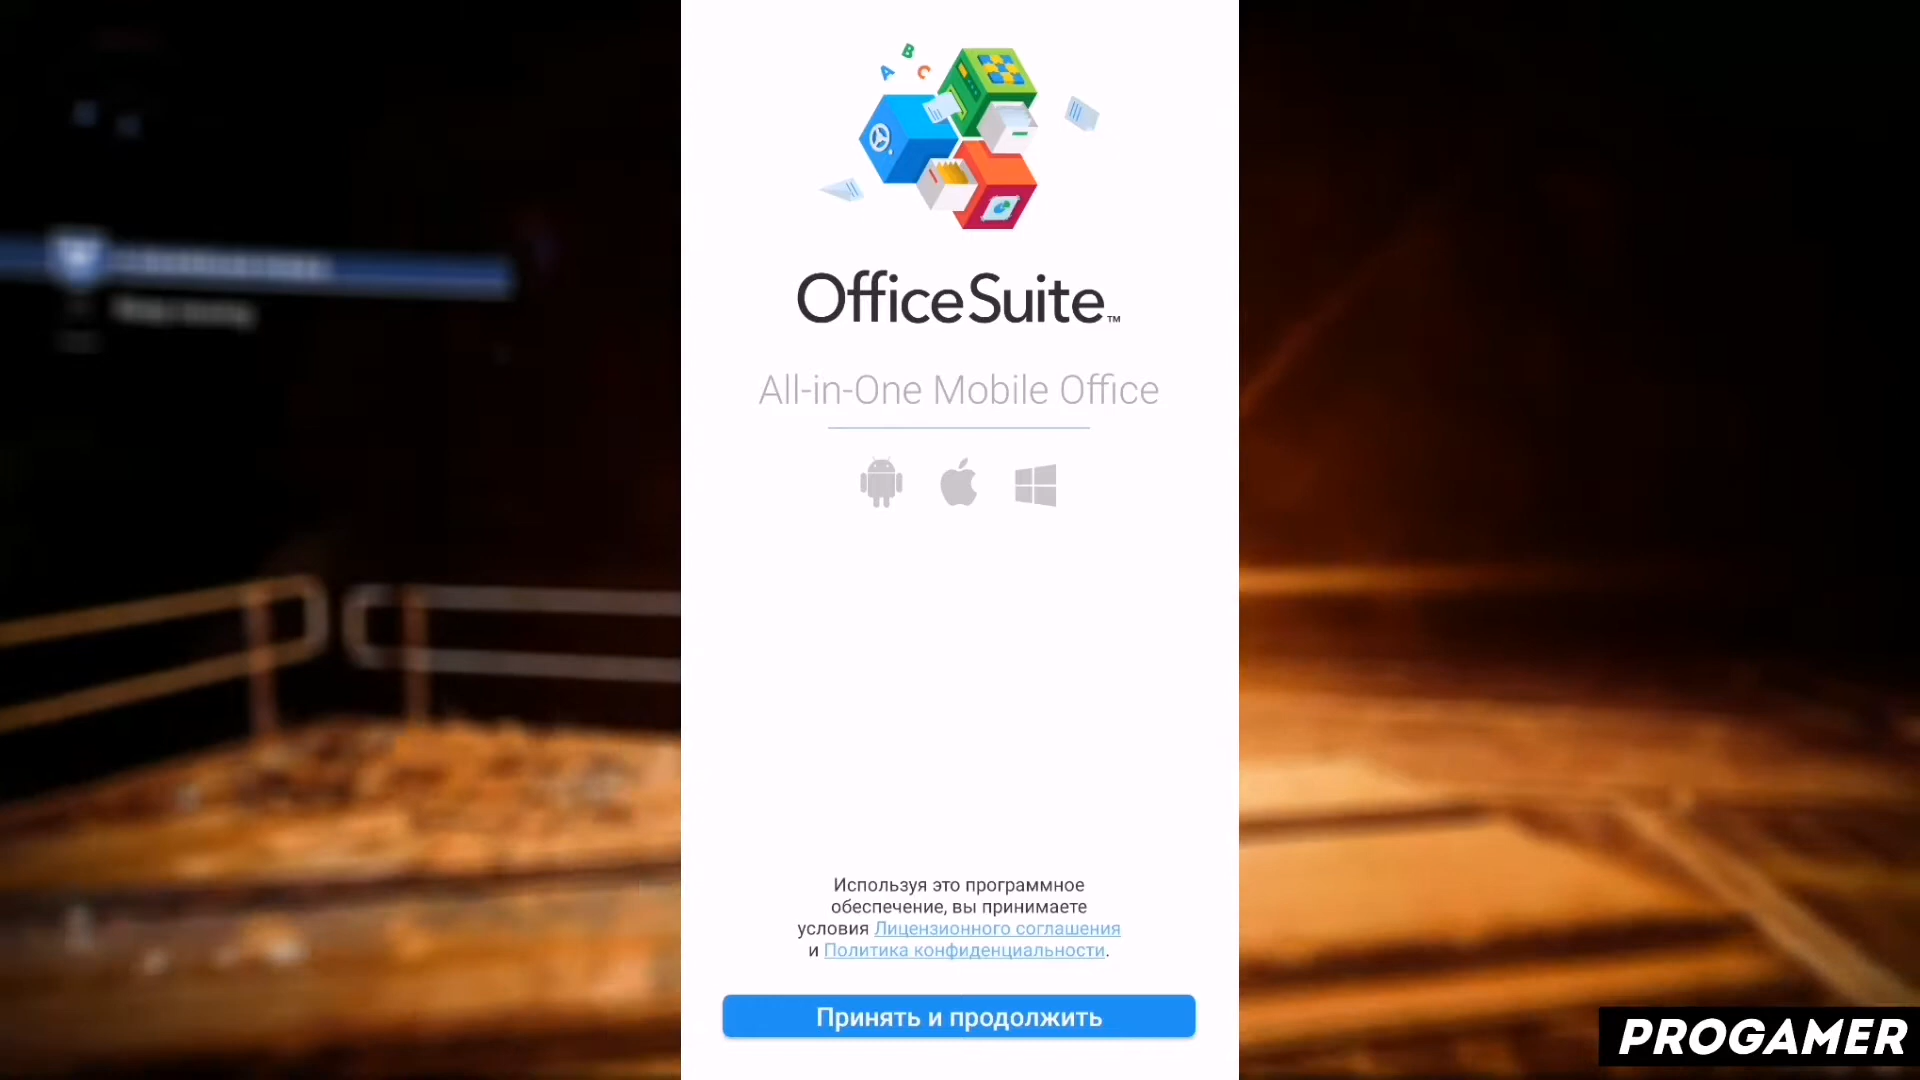 A B C
OfficeSuite™
All-in-One Mobile Office
Используя это программное
обеспечение, вы принимаете
условия Лицензионного соглашения
и Политика конфиденциальности.
Принять и продолжить
PROGAMER